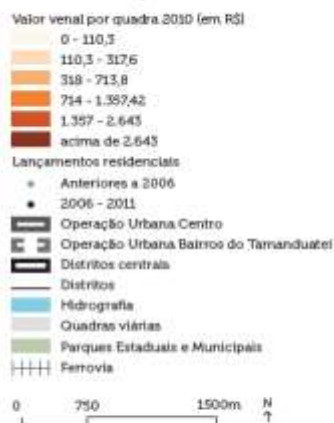 Valor venal por quadra 2010 (em R$)
0 - 110,3
110,3 - 317,6
318 - 713,8
714 - 1.357,42
1.357 - 2.643
acima de 2.643
Lançamentos residenciais
Anteriores a 2006
2006 - 2011
Operação Urbana Centro
Operação Urbana Bairros do Tamanduateí
Distritos centrais
Distritos
Hidrografia
Quadras viárias
Parques Estaduais e Municipais
Ferrovia
0 750 1500m N